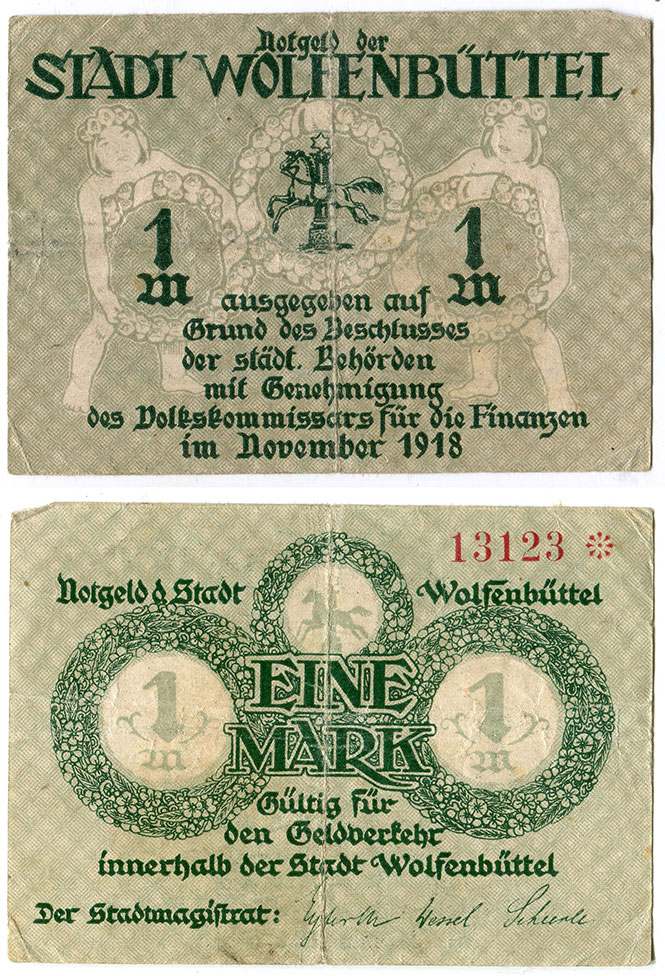 Notgeld der
STADT WOLFENBÜTTEL
1 1
M M
ausgegeben auf
Grund des Beschlusses
der städt. Behörden
mit Genehmigung
des Volkskommissars für die Finanzen
im November 1918
13123
Notgeld d. Stadt Wolfenbüttel
EINE
1 1
M M
MARK
Gültig für
den Geldverkehr
innerhalb der Stadt Wolfenbüttel
Der Stadtmagistrat: Wessel